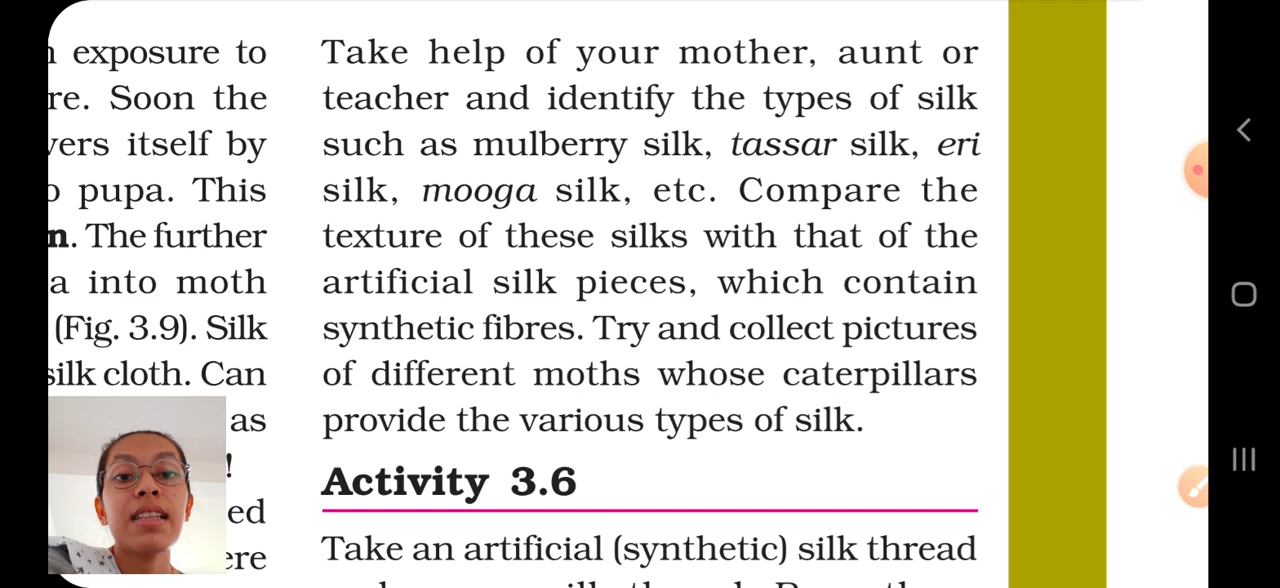 exposure to
Soon the
itself by
pupa. This
The further
a into moth
(Fig. 3.9). Silk
silk cloth. Can
as
!
Take help of your mother, aunt or
teacher and identify the types of silk
such as mulberry silk, tassar silk, eri
silk, mooga silk, etc. Compare the
texture of these silks with that of the
artificial silk pieces, which contain
synthetic fibres. Try and collect pictures
of different moths whose caterpillars
provide the various types of silk.
Activity 3.6
Take an artificial (synthetic) silk thread